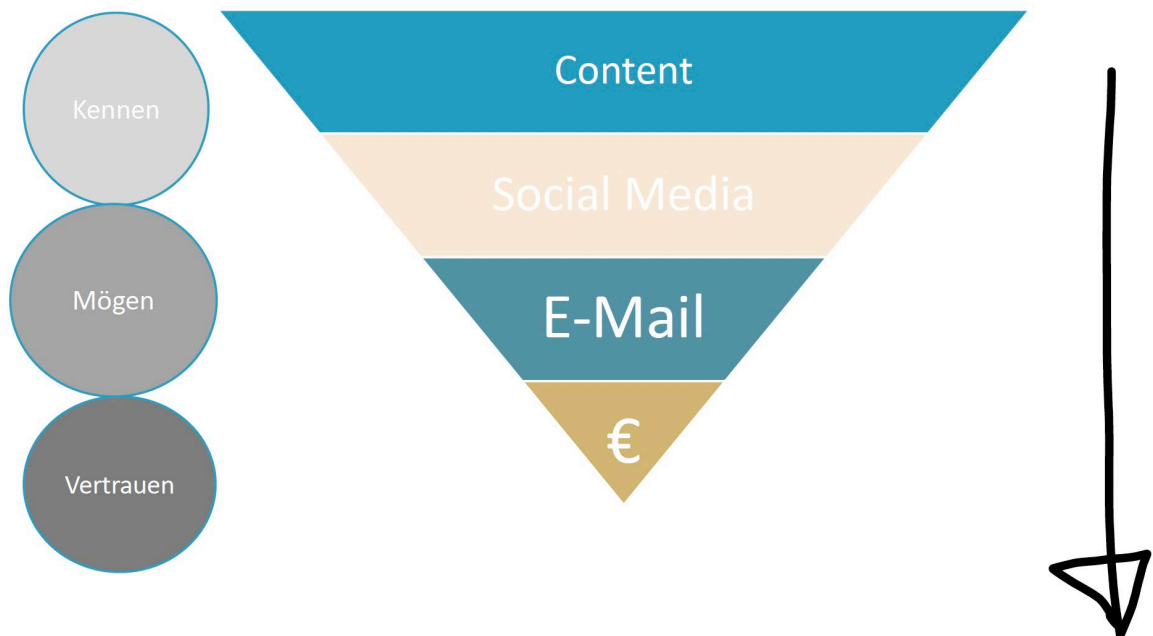 Kennen
Mögen
Vertrauen
Content
Social Media
E-Mail
€